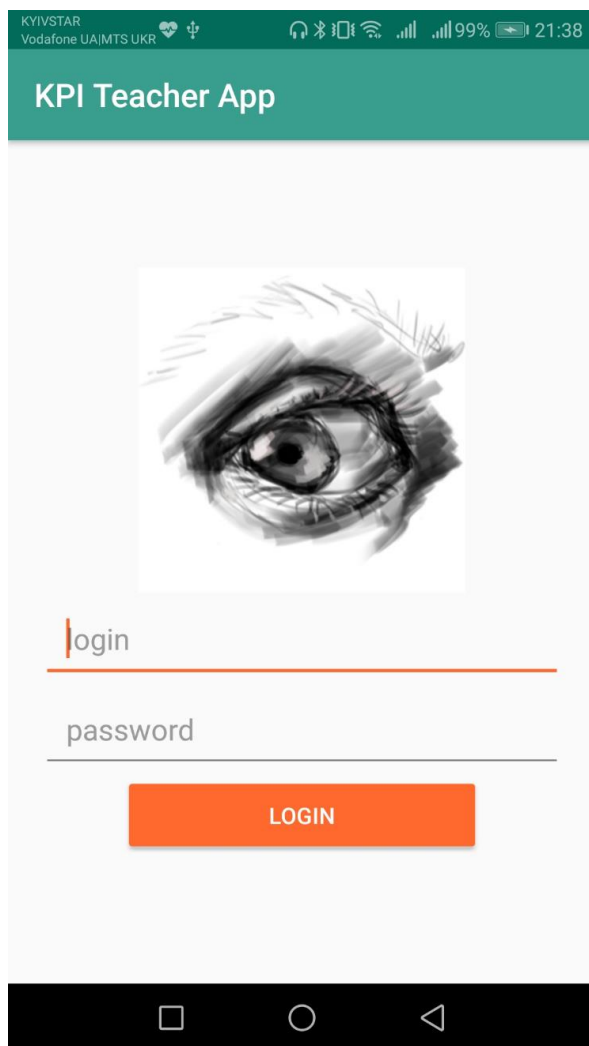 KYIVSTAR
Vodafone UA|MTS UKR
99% 21:38
KPI Teacher App
login
password
LOGIN